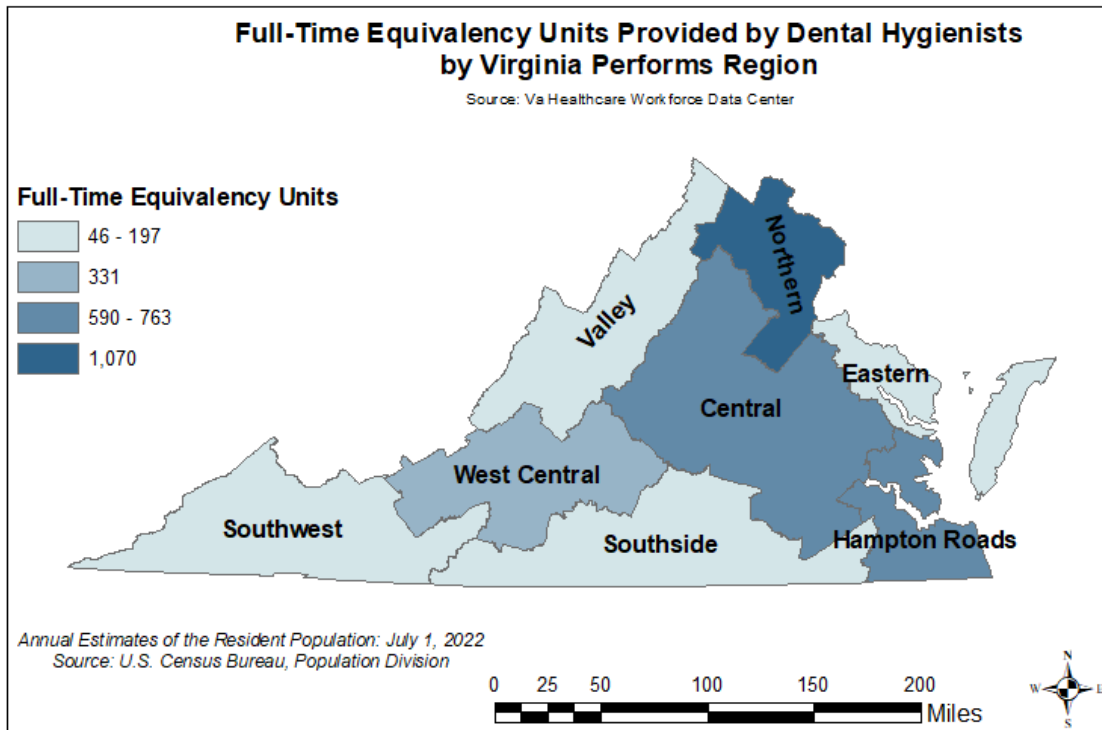 Full-Time Equivalency Units Provided by Dental Hygienists
by Virginia Performs Region
Source: Va Healthcare Workforce Data Center
Full-Time Equivalency Units
46 - 197
331
590 - 763
1,070
Northern
Valley
Eastern
Central
West Central
Southwest
Southside
Hampton Roads
Annual Estimates of the Resident Population: July 1, 2022
Source: U.S. Census Bureau, Population Division
0 25 50 100 150 200
Miles
N
W E
S